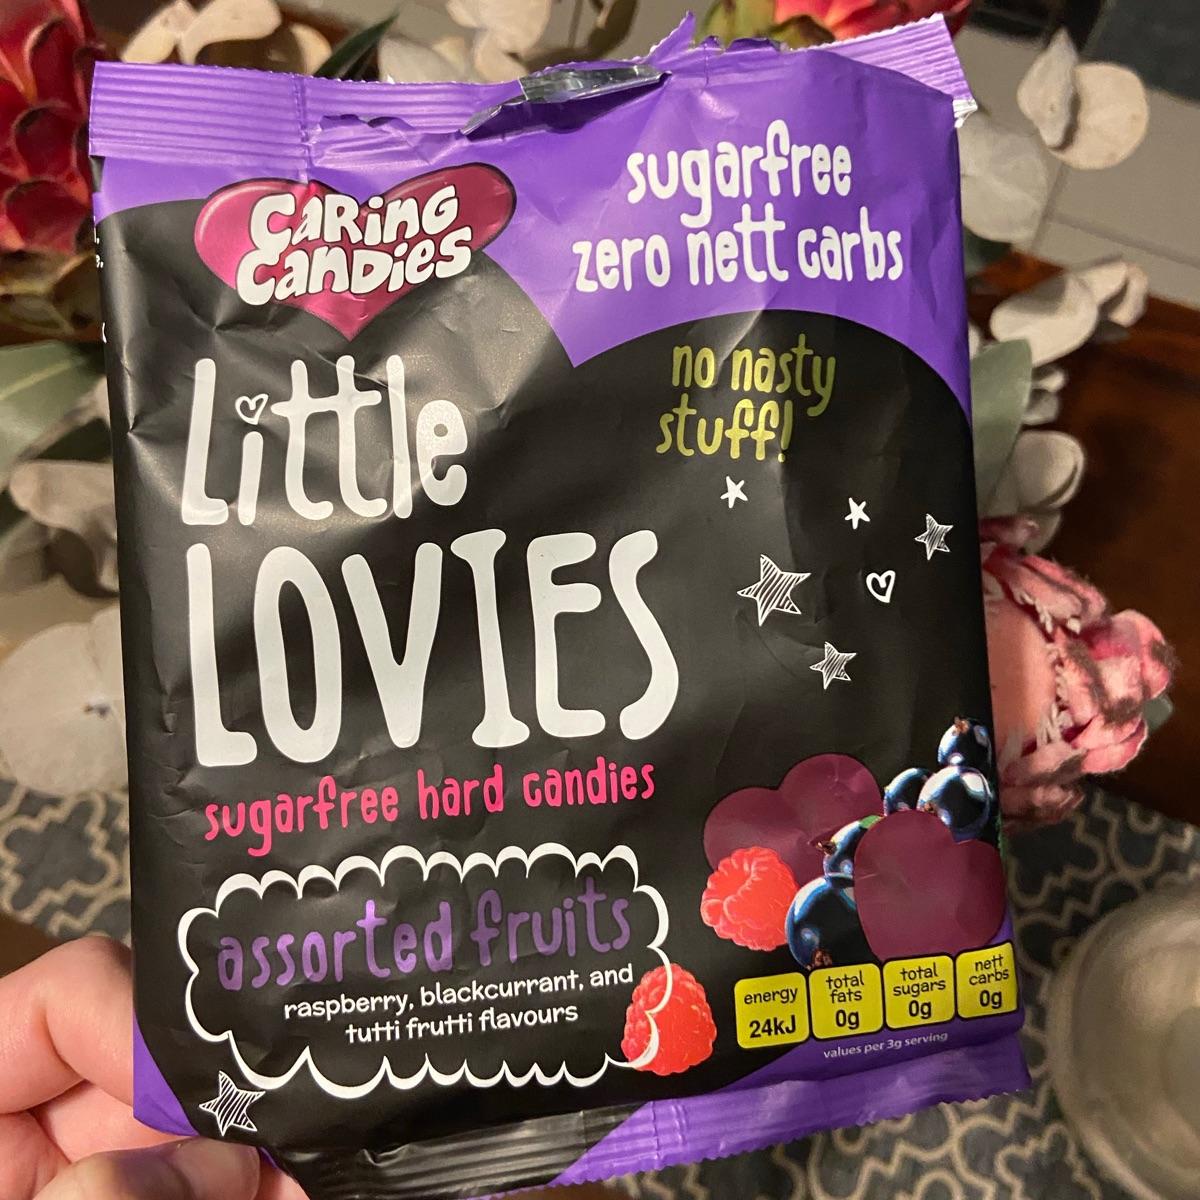 CaRing
Candies
sugarfree
zero nett carbs
no nasty
stuff!
Little
LOVIES
sugarfree hard candies
assorted fruits
raspberry, blackcurrant, and
tutti frutti flavours
energy
24kJ
total
fats
0g
total
sugars
0g
nett
carbs
0g
values per 3g serving